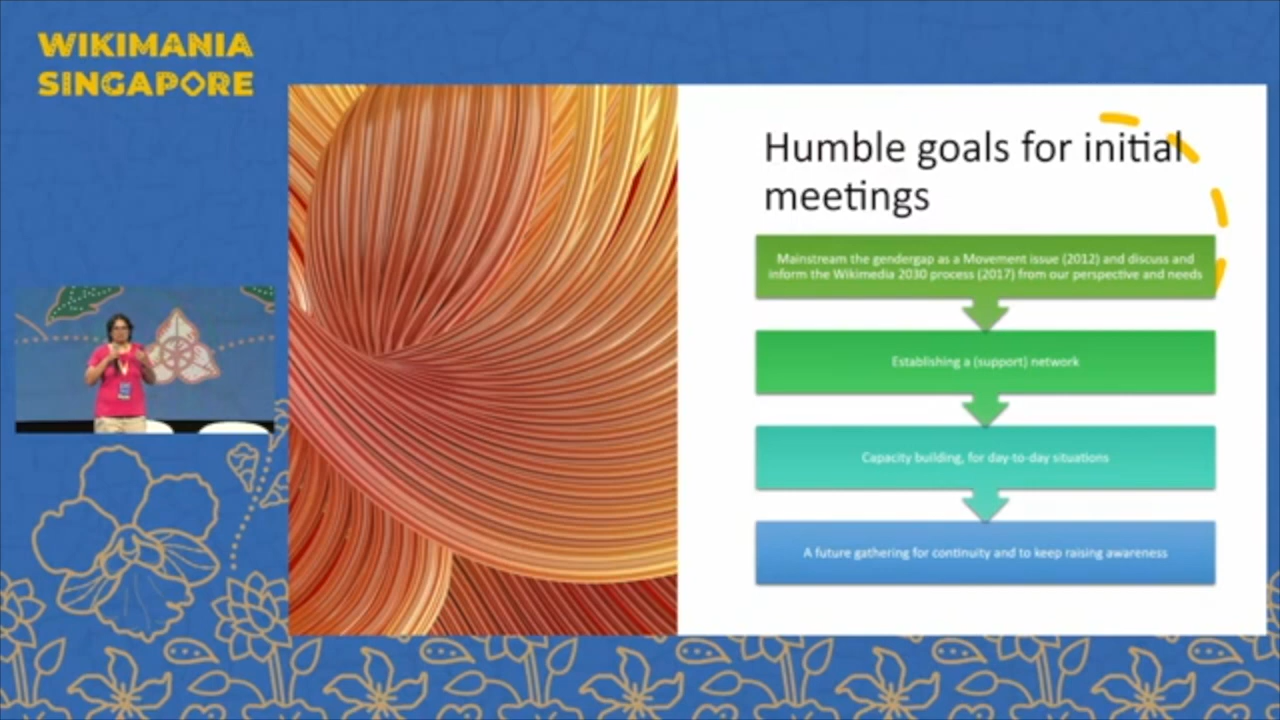 WIKIMANIA
SINGAPORE
Humble goals for initial
meetings
Mainstream the gendergap as a Movement issue (2012) and discuss and
inform the Wikimedia 2030 process (2017) from our perspective and needs
Establishing a (support) network
Capacity building, for day-to-day situations
A future gathering for continuity and to keep raising awareness